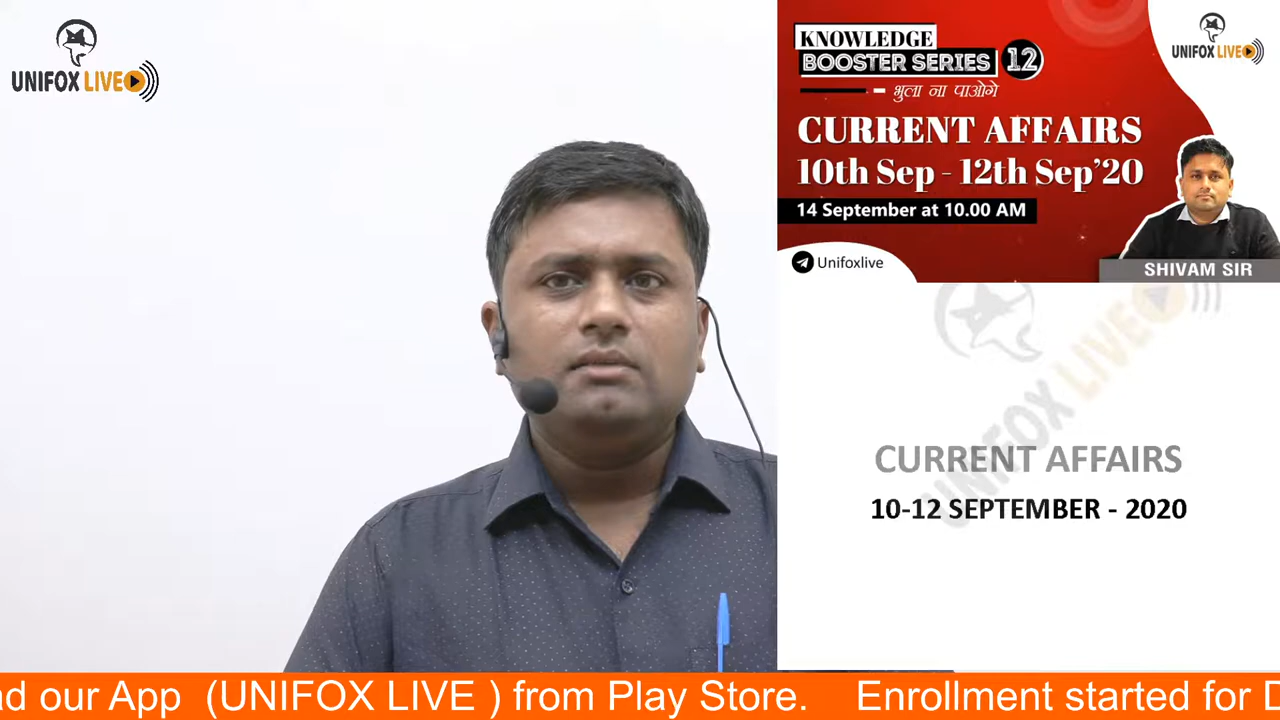 UNIFOX LIVE
KNOWLEDGE
BOOSTER SERIES 12
भुला ना पाओगे
CURRENT AFFAIRS
10th Sep - 12th Sep'20
14 September at 10.00 AM
Unifoxlive
SHIVAM SIR
UNIFOX LIVE
UNIFOX LIVE
CURRENT AFFAIRS
10-12 SEPTEMBER - 2020
our App (UNIFOX LIVE ) from Play Store. Enrollment started for